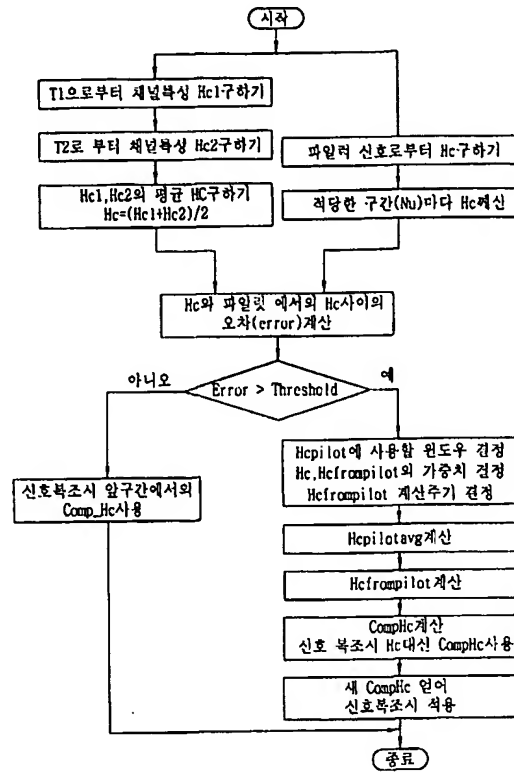 시작
T1으로부터 채널특성 Hc1구하기
T2로 부터 채널특성 Hc2구하기
Hc1,Hc2의 평균 HC구하기
Hc=(Hc1+Hc2)/2
파일럿 신호로부터 Hc구하기
적당한 구간(Nu)마다 Hc계산
Hc와 파일럿 에서의 Hc사이의
오차(error)계산
Error > Threshold
아니오
예
신호복조시 앞구간에서의
Comp_Hc사용
Hcpilot에 사용할 윈도우 결정
Hc,Hcfrompilot의 가중치 결정
Hcfrompilot 계산주기 결정
Hcpilotavg계산
Hcfrompilot계산
CompHc계산
신호 복조시 Hc대신 CompHc사용
새 CompHc 얻어
신호복조시 적용
종료